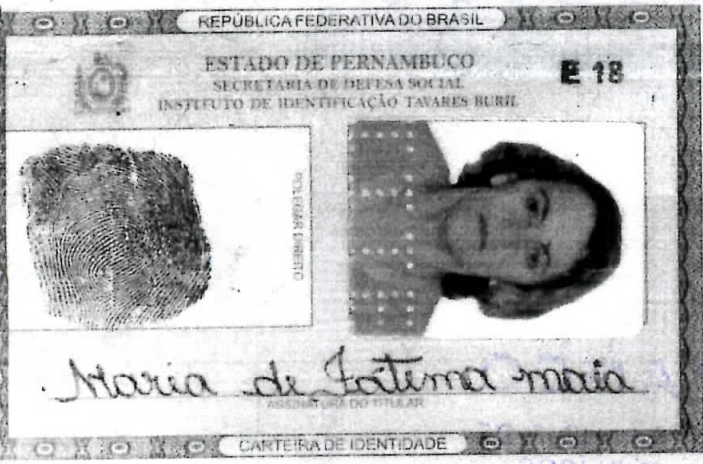 REPÚBLICA FEDERATIVA DO BRASIL
ESTADO DE PERNAMBUCO
SECRETARIA DE DEFESA SOCIAL
INSTITUTO DE IDENTIFICAÇÃO TAVARES BURIL
E 18
POLEGAR DIREITO
Maria de Fatima maia
ASSINATURA DO TITULAR
CARTEIRA DE IDENTIDADE